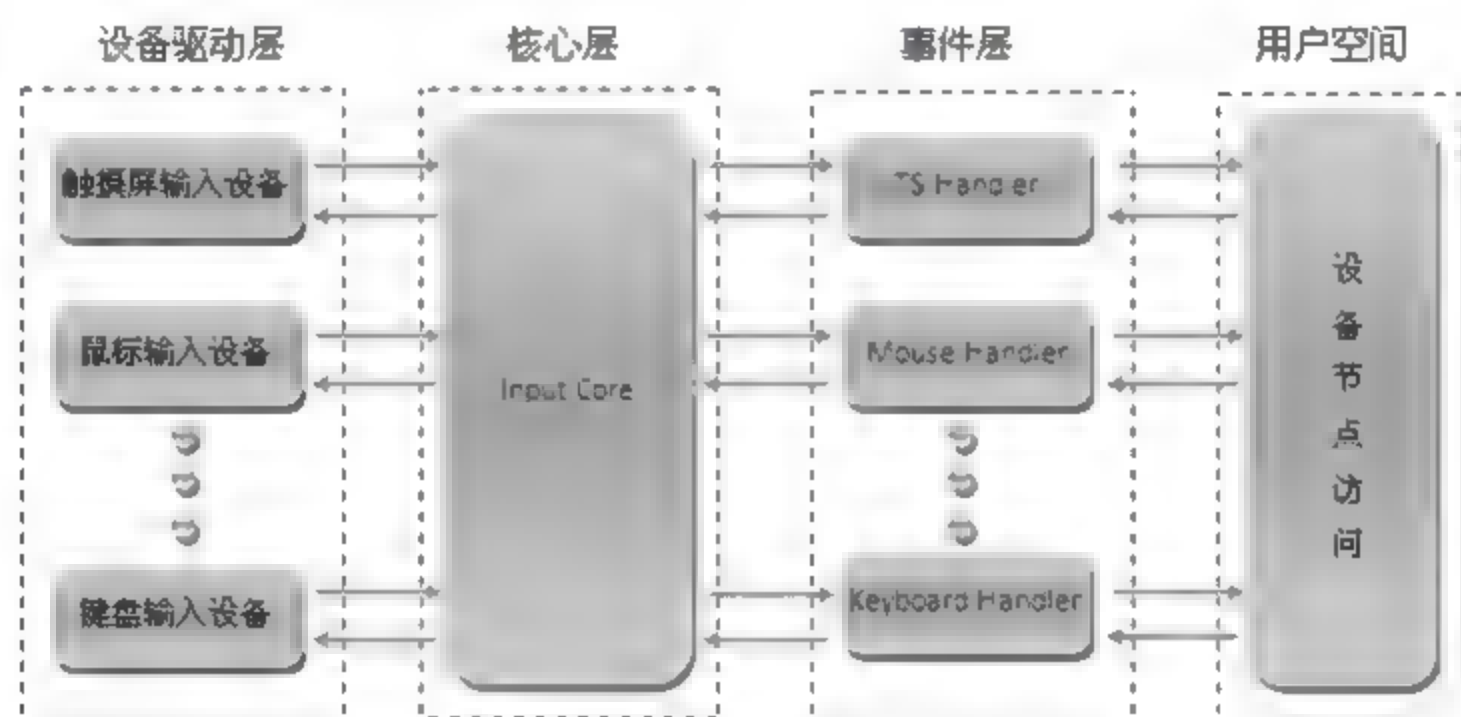 设备驱动层
核心层
事件层
用户空间
触摸屏输入设备
鼠标输入设备
键盘输入设备
Input Core
TS Handler
Mouse Handler
Keyboard Handler
设
备
节
点
访
问